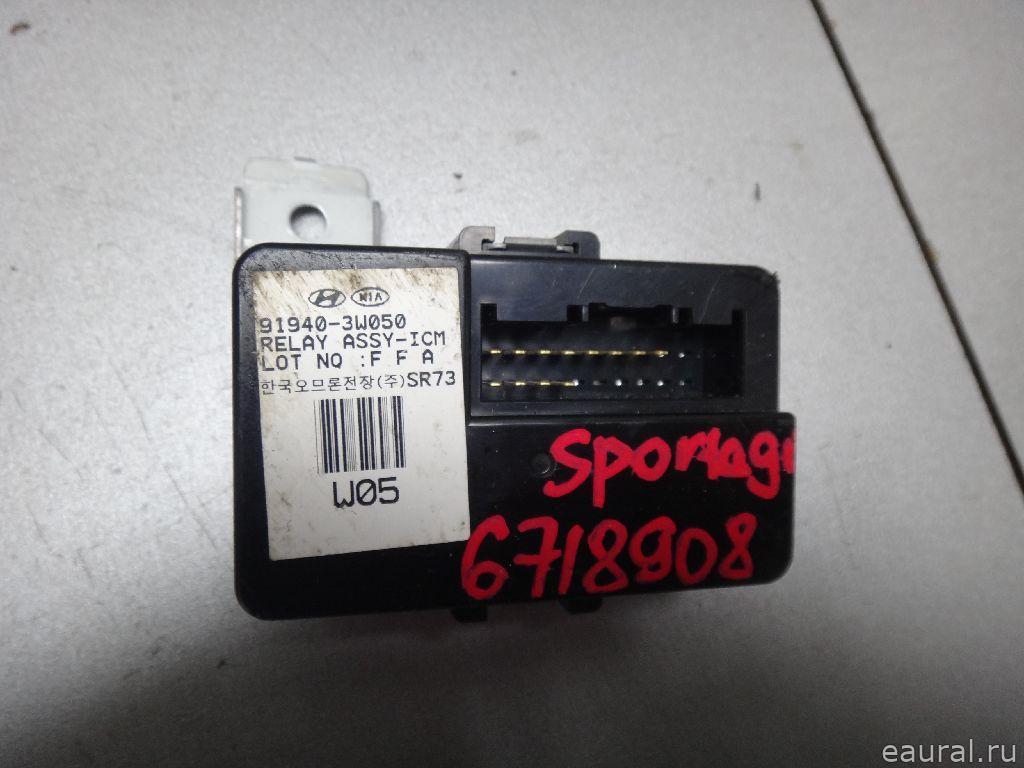 KIA
91940-3W050
RELAY ASSY-ICM
LOT NO :F F A
한국오므론전장(주)SR73
W05
Sportag
6718908
eaural.ru